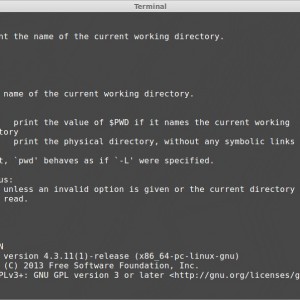 Terminal
nt the name of the current working directory.
name of the current working directory.
print the value of $PWD if it names the current working
tory
print the physical directory, without any symbolic links
t, `pwd' behaves as if `-L' were specified.
us:
unless an invalid option is given or the current directory
read.
N
version 4.3.11(1)-release (x86_64-pc-linux-gnu)
(C) 2013 Free Software Foundation, Inc.
PLv3+: GNU GPL version 3 or later <http://gnu.org/licenses/g